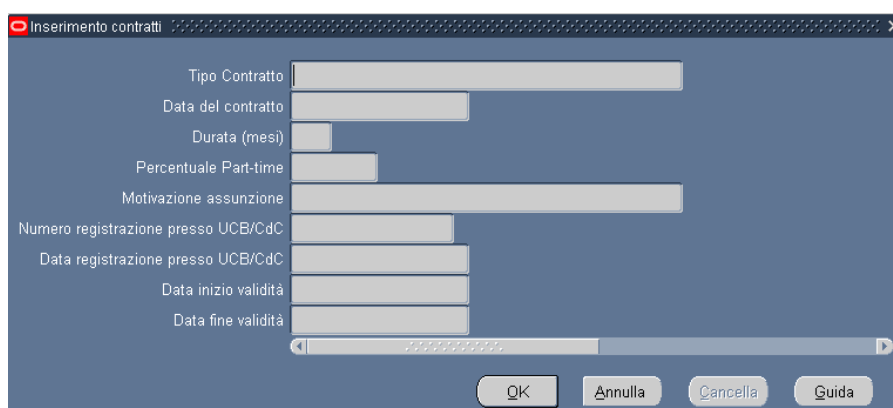 Inserimento contratti
Tipo Contratto
Data del contratto
Durata (mesi)
Percentuale Part-time
Motivazione assunzione
Numero registrazione presso UCB/CdC
Data registrazione presso UCB/CdC
Data inizio validità
Data fine validità
OK Annulla Cancella Guida